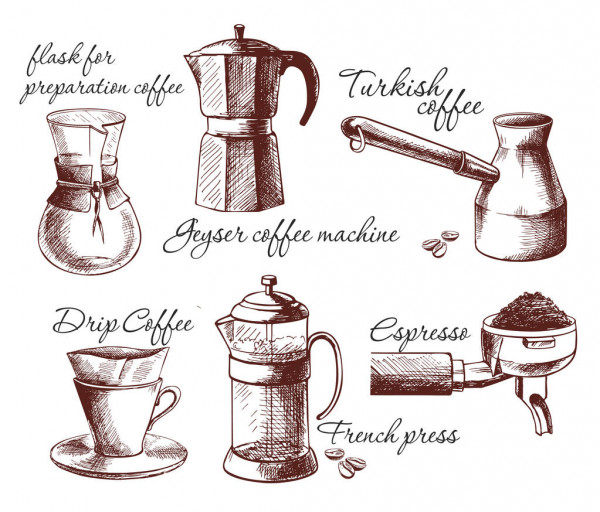 flask for
preparation coffee
Turkish
coffee
Geyser coffee machine
Drip Coffee
Espresso
French press